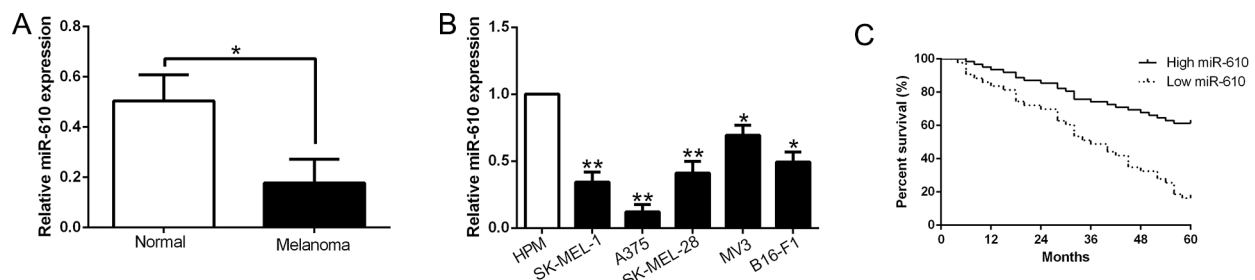 A
Relative miR-610 expression
0.8
0.6
0.4
0.2
0.0
*
Normal
Melanoma
B
Relative miR-610 expression
1.5
1.0
0.5
0
**
**
**
*
*
HPM
SK-MEL-1
A375
SK-MEL-28
MV3
B16-F1
C
Percent survival (%)
100
80
60
40
20
0
High miR-610
Low miR-610
0
12
24
36
48
60
Months